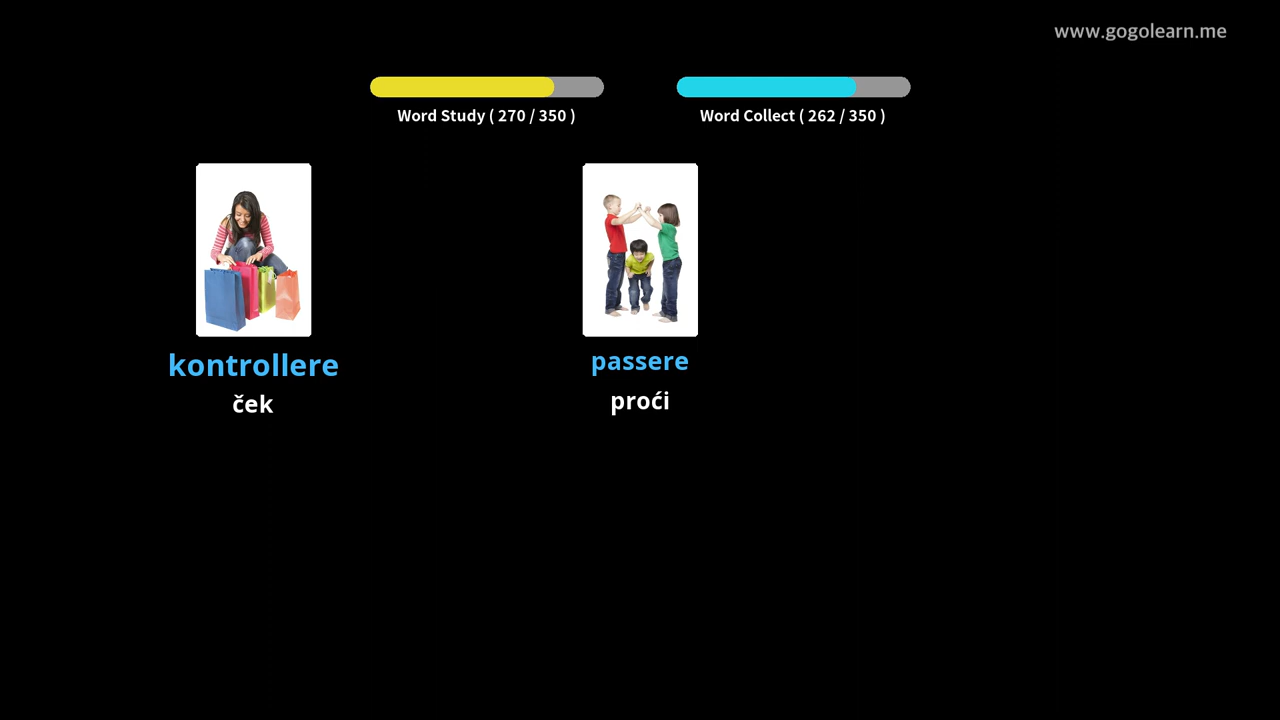 www.gogolearn.me
Word Study ( 270 / 350 )
Word Collect ( 262 / 350 )
kontrollere
passere
ček
proći